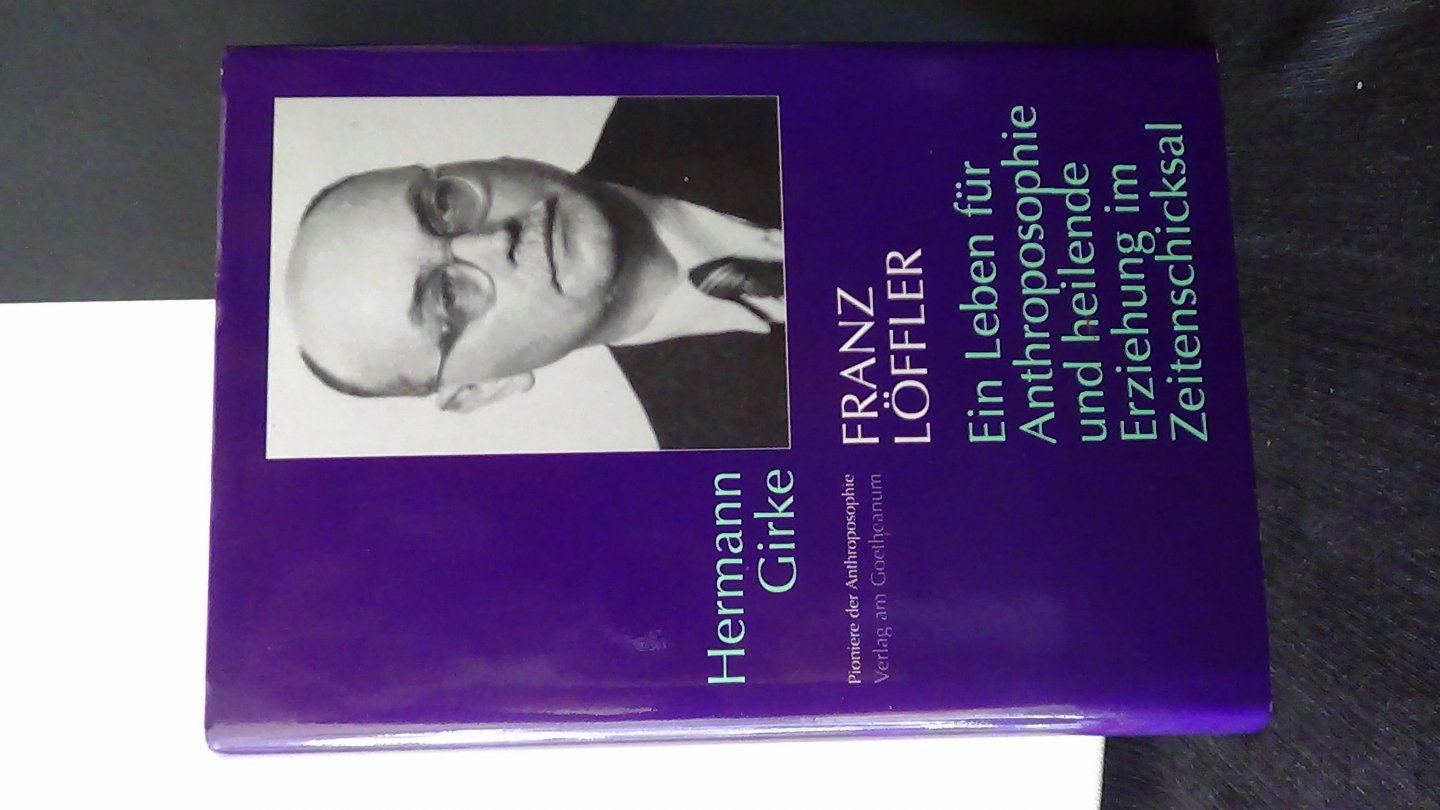 Hermann
Girke
Pioniere der Anthroposophie
Verlag am Goetheanum
FRANZ
LÖFFLER
Ein Leben für
Anthroposophie
und heilende
Erziehung im
Zeitenschicksal